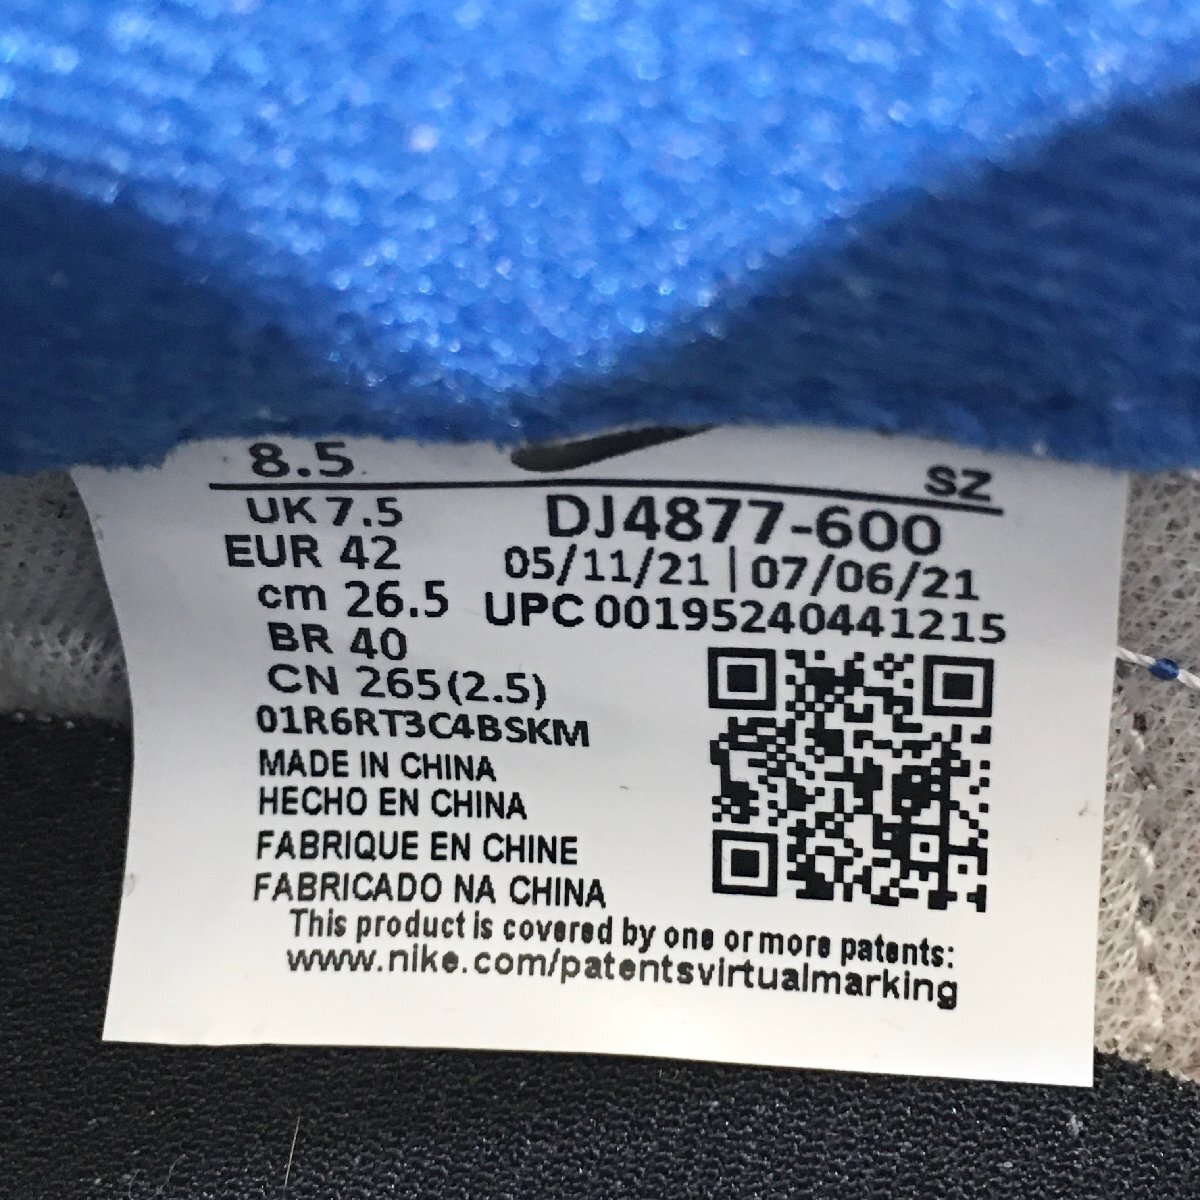 8.5
SZ
UK 7.5
DJ4877-600
EUR 42
05/11/21 | 07/06/21
cm 26.5
UPC 00195240441215
BR 40
CN 265(2.5)
01R6RT3C4BSKM
MADE IN CHINA
HECHO EN CHINA
FABRIQUE EN CHINE
FABRICADO NA CHINA
This product is covered by one or more patents:
www.nike.com/patentsvirtualmarking